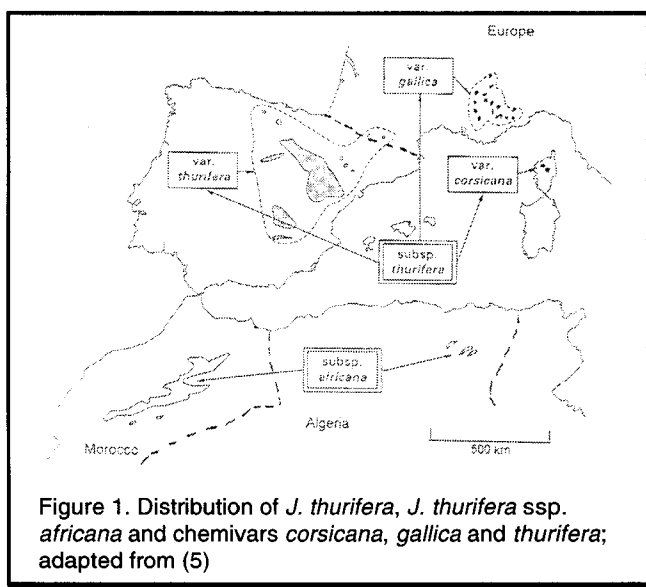 Europe
var.
gallica
var.
thurifera
var.
corsicana
subsp.
thurifera
subsp.
africana
Algeria
Morocco
500 km
Figure 1. Distribution of J. thurifera, J. thurifera ssp.
africana and chemivars corsicana, gallica and thurifera;
adapted from (5)